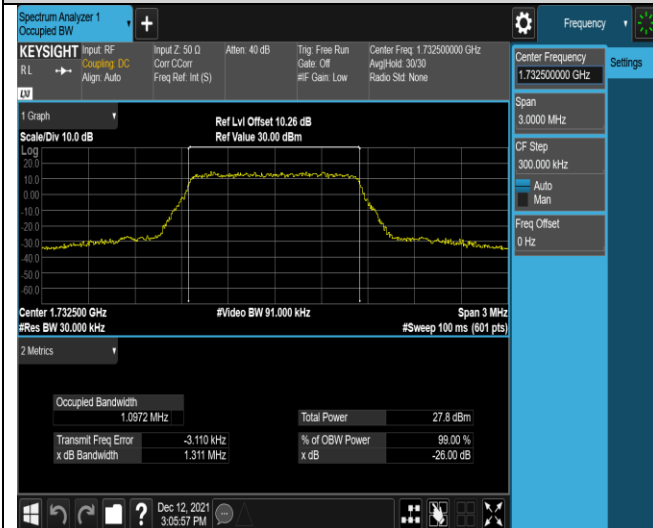 Spectrum Analyzer 1
Occupied BW
Frequency
KEYSIGHT
RL
Input: RF
Coupling: DC
Align: Auto
Input Z: 50 Ω
Corr CCorr
Freq Ref: Int (S)
Atten: 40 dB
Trig: Free Run
Gate: Off
#IF Gain: Low
Center Freq: 1.732500000 GHz
Avg|Hold: 30/30
Radio Std: None
LW
Center Frequency
1.732500000 GHz
Settings
Span
3.0000 MHz
CF Step
300.000 kHz
Auto
Man
Freq Offset
0 Hz
1 Graph
Scale/Div 10.0 dB
Ref Lvl Offset 10.26 dB
Ref Value 30.00 dBm
Log
20.0
10.0
0.00
-10.0
-20.0
-30.0
-40.0
-50.0
-60.0
Center 1.732500 GHz
#Video BW 91.000 kHz
Span 3 MHz
#Res BW 30.000 kHz
#Sweep 100 ms (601 pts)
2 Metrics
Occupied Bandwidth
1.0972 MHz
Total Power 27.8 dBm
Transmit Freq Error -3.110 kHz
% of OBW Power 99.00 %
x dB Bandwidth 1.311 MHz
x dB -26.00 dB
?
Dec 12, 2021
3:05:57 PM